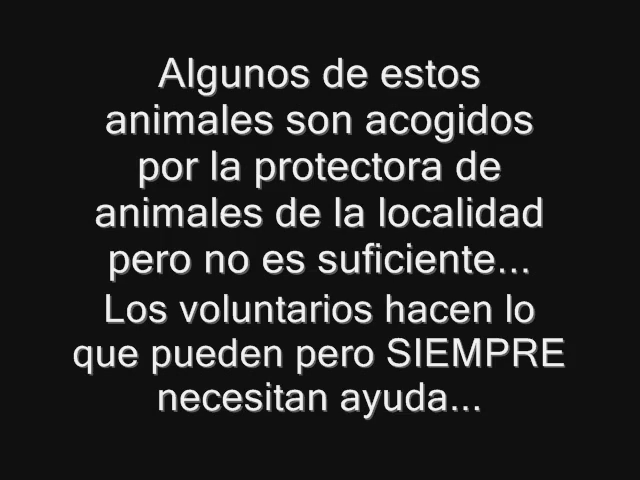 Algunos de estos
animales son acogidos
por la protectora de
animales de la localidad
pero no es suficiente...
Los voluntarios hacen lo
que pueden pero SIEMPRE
necesitan ayuda...